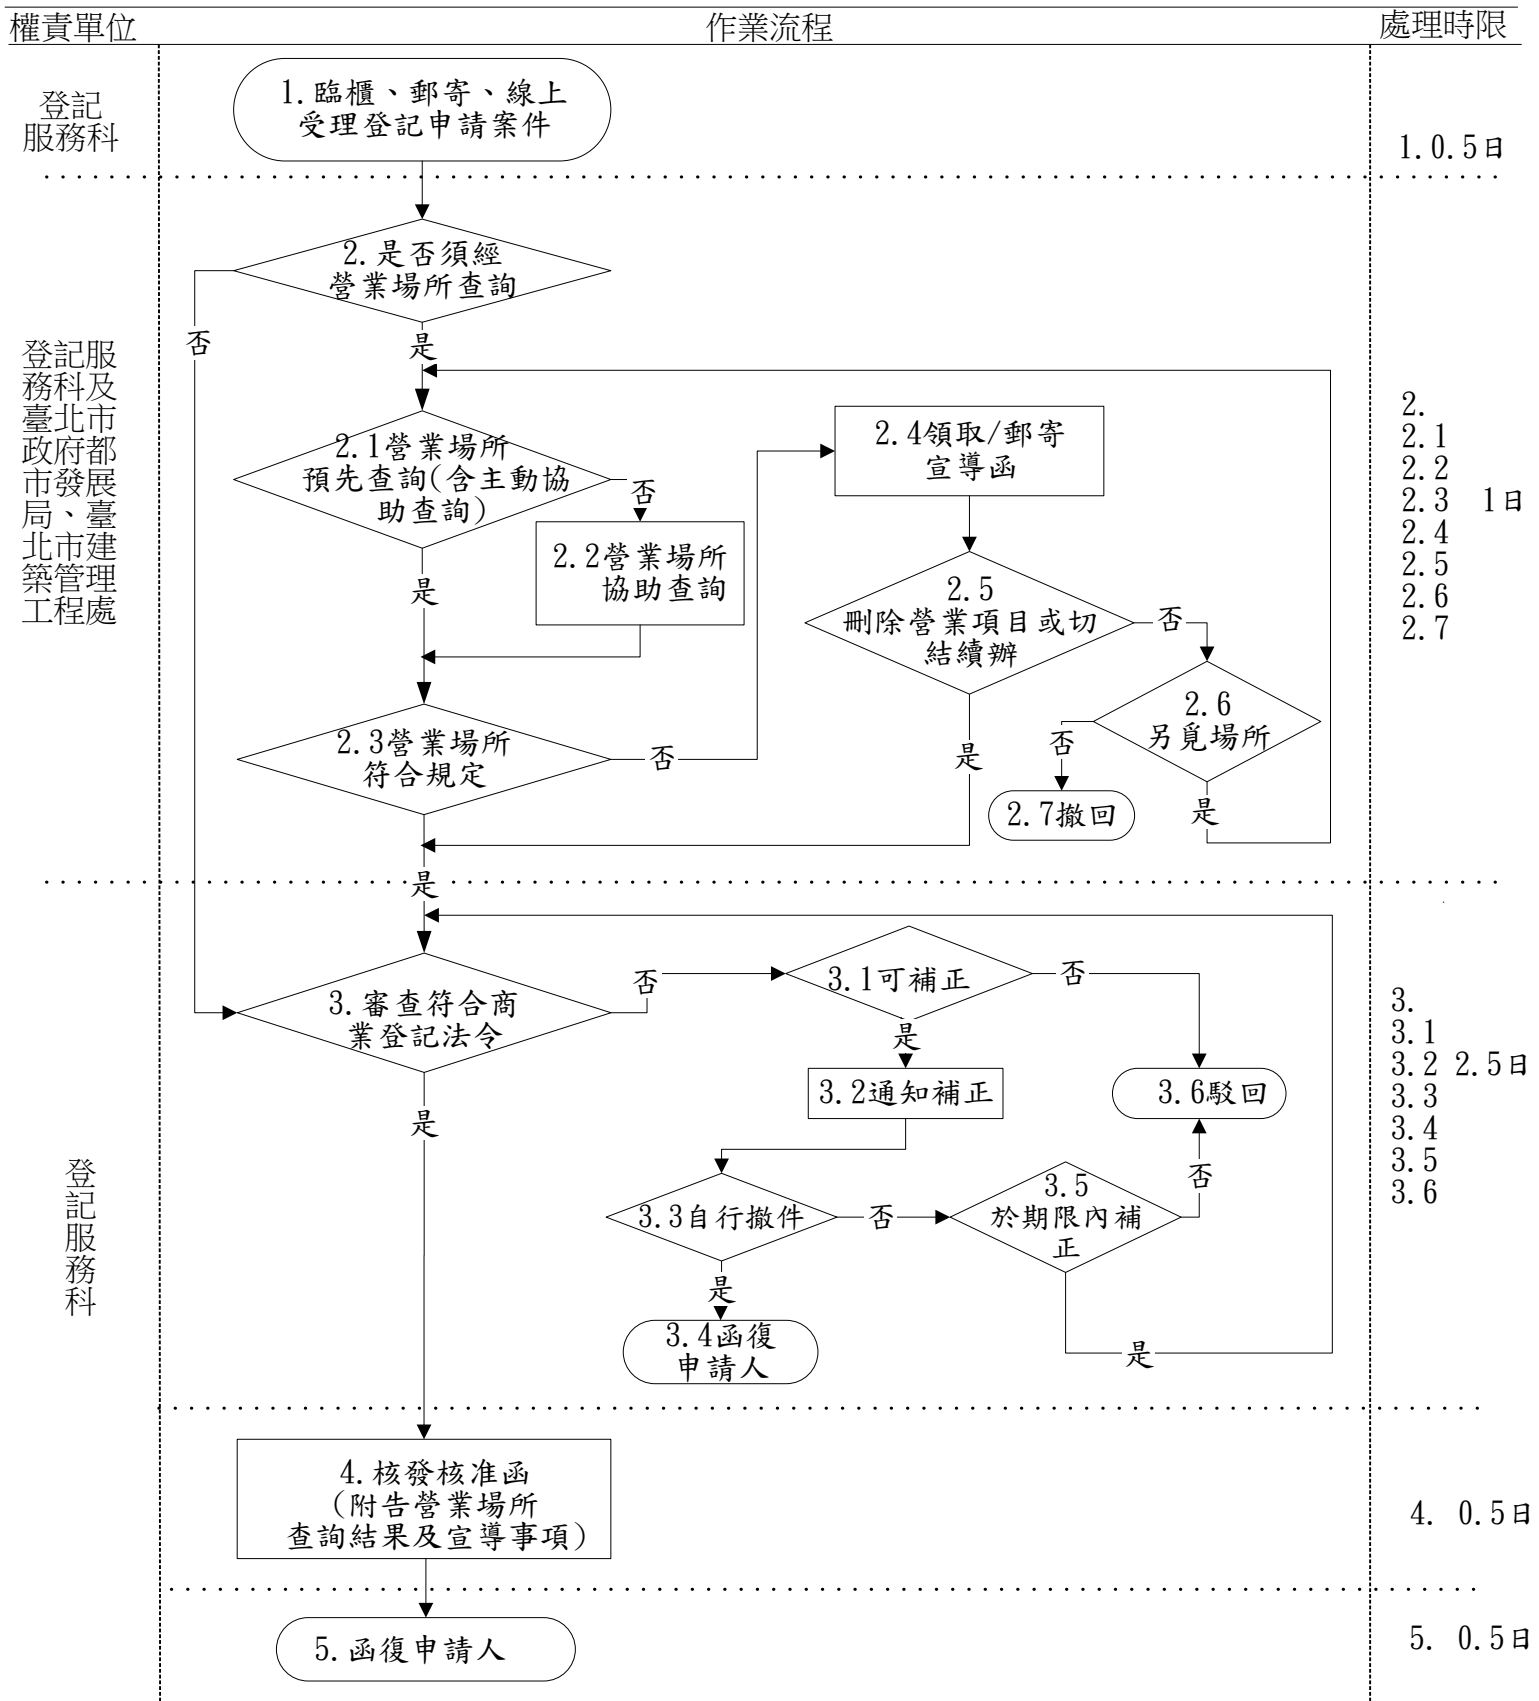 權責單位
作業流程
處理時限
登記
服務科
1.臨櫃、郵寄、線上
受理登記申請案件
1.0.5日
登記服
務科及
臺北市
政府都
市發展
局、臺
北市建
築管理
工程處
2.是否須經
營業場所查詢
否
是
2.1營業場所
預先查詢(含主動協
助查詢)
否
是
2.2營業場所
協助查詢
2.3營業場所
符合規定
否
是
2.4領取/郵寄
宣導函
2.5
刪除營業項目或切
結續辦
否
是
2.6
另覓場所
否
是
2.7撤回
2.
2.1
2.2
2.3 1日
2.4
2.5
2.6
2.7
登
記
服
務
科
3.審查符合商
業登記法令
否
是
3.1可補正
否
是
3.2通知補正
3.6駁回
3.3自行撤件
否
是
3.5
於期限內補
正
否
是
3.4函復
申請人
3.
3.1
3.2 2.5日
3.3
3.4
3.5
3.6
4.核發核准函
(附告營業場所
查詢結果及宣導事項)
4. 0.5日
5.函復申請人
5. 0.5日